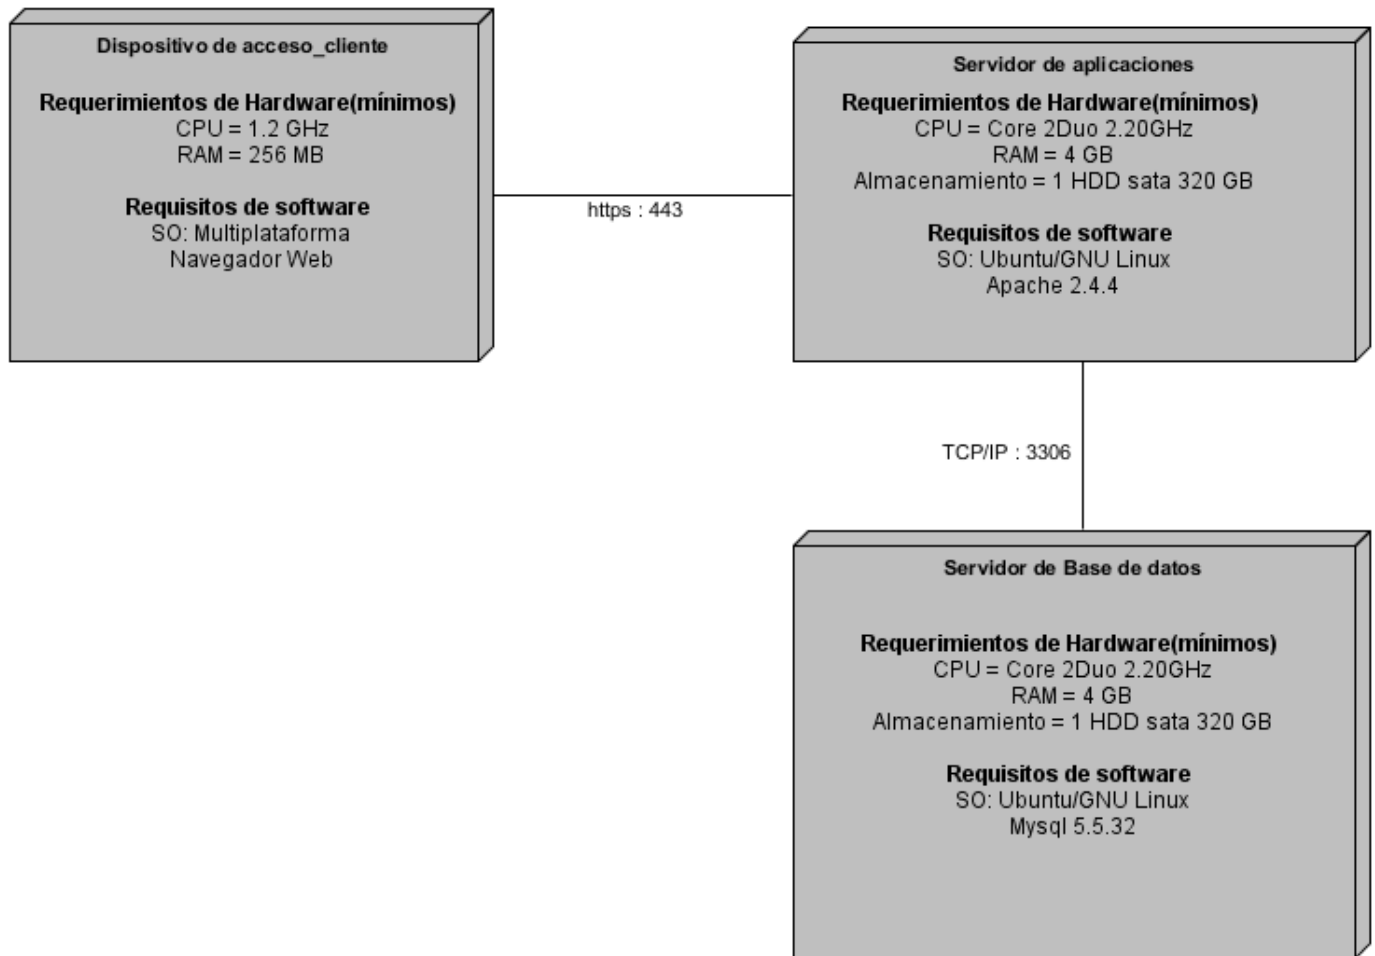 Dispositivo de acceso_cliente
Requerimientos de Hardware(mínimos)
CPU = 1.2 GHz
RAM = 256 MB
Requisitos de software
SO: Multiplataforma
Navegador Web
https : 443
Servidor de aplicaciones
Requerimientos de Hardware(mínimos)
CPU = Core 2Duo 2.20GHz
RAM = 4 GB
Almacenamiento = 1 HDD sata 320 GB
Requisitos de software
SO: Ubuntu/GNU Linux
Apache 2.4.4
TCP/IP : 3306
Servidor de Base de datos
Requerimientos de Hardware(mínimos)
CPU = Core 2Duo 2.20GHz
RAM = 4 GB
Almacenamiento = 1 HDD sata 320 GB
Requisitos de software
SO: Ubuntu/GNU Linux
Mysql 5.5.32